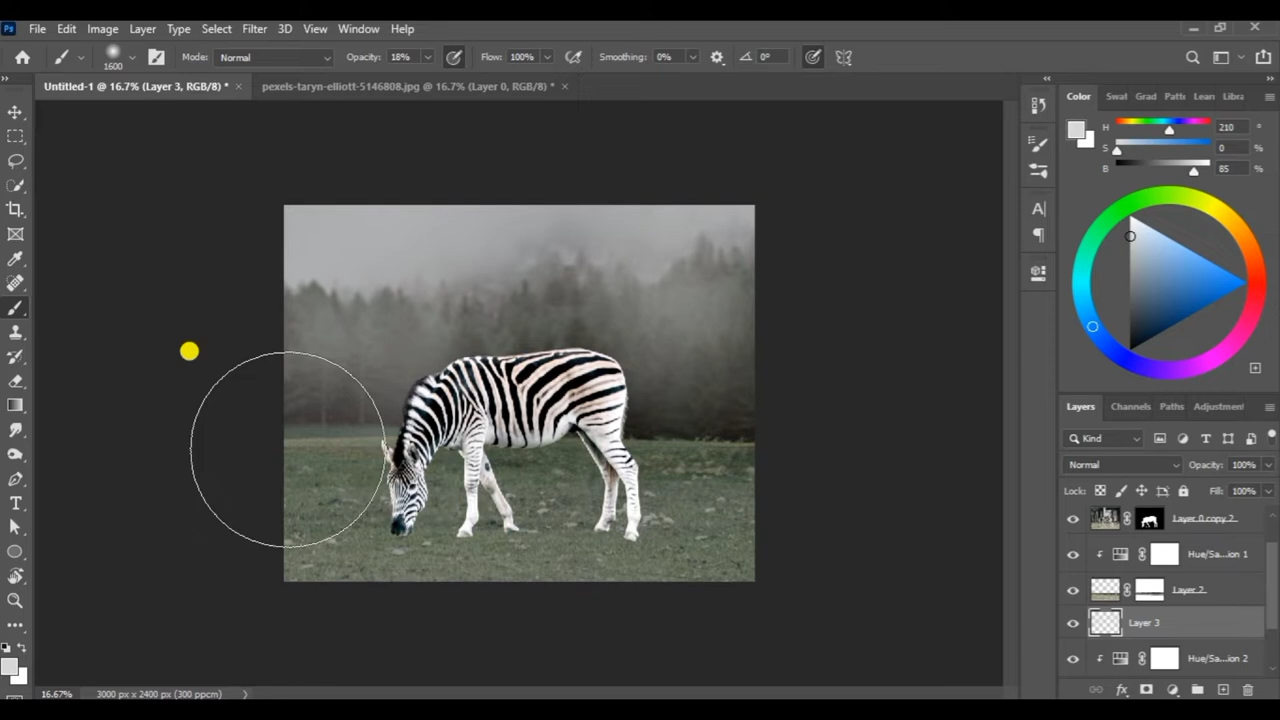 Ps File Edit Image Layer Type Select Filter 3D View Window Help
1600 Mode: Normal Opacity: 18% Flow: 100% Smoothing: 0% 0°
Untitled-1 @ 16.7% (Layer 3, RGB/8) * × pexels-taryn-elliott-5146808.jpg @ 16.7% (Layer 0, RGB/8) * ×
Color Swat Grad Patt Lean Libra
H 210 °
S 0 %
B 85 %
Layers Channels Paths Adjustment
Kind
Normal Opacity: 100%
Lock: Fill: 100%
Layer 0 copy 2
Hue/Sa...ion 1
Layer 2
Layer 3
Hue/Sa...ion 2
16.67% 3000 px x 2400 px (300 ppcm)